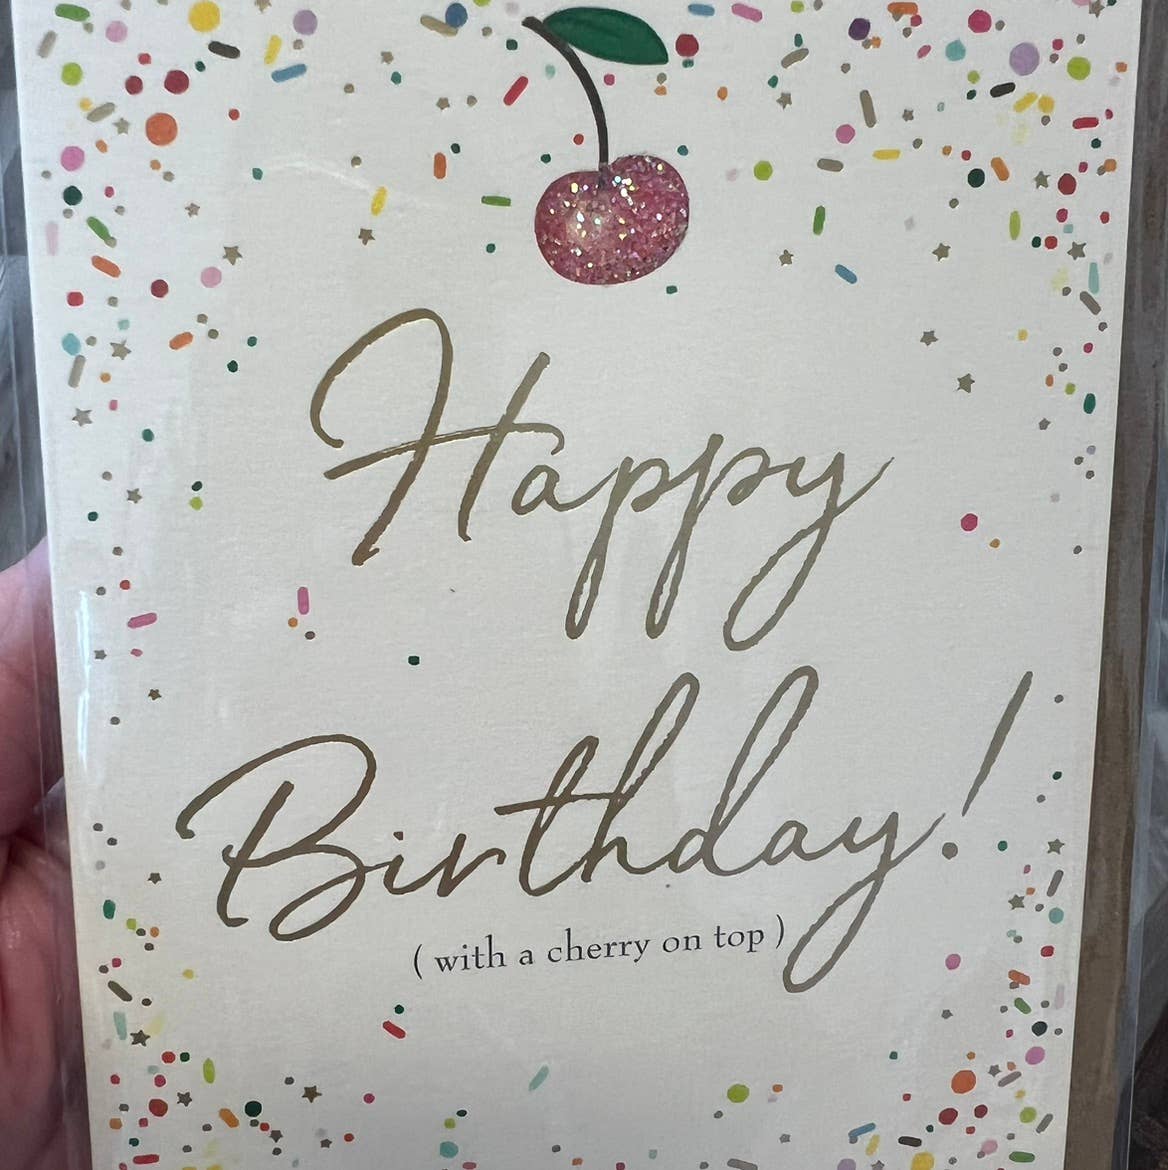 Happy
Birthday!
( with a cherry on top )